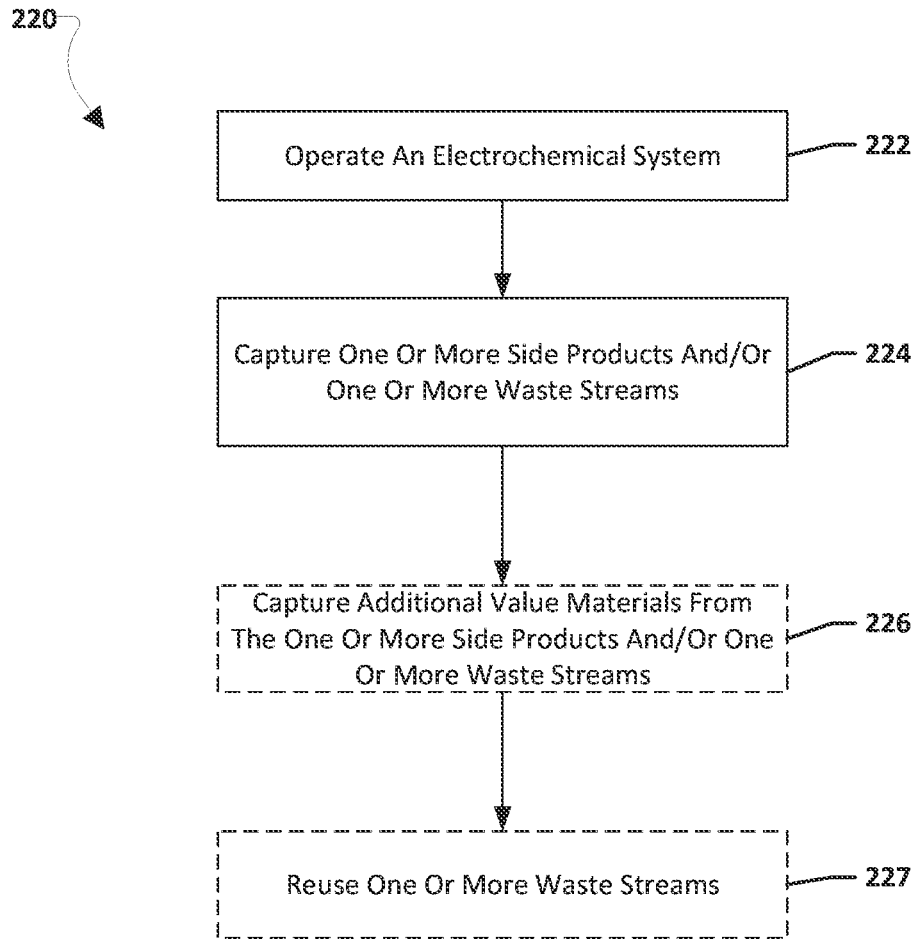 220
Operate An Electrochemical System
222
Capture One Or More Side Products And/Or
One Or More Waste Streams
224
Capture Additional Value Materials From
The One Or More Side Products And/Or One
Or More Waste Streams
226
Reuse One Or More Waste Streams
227